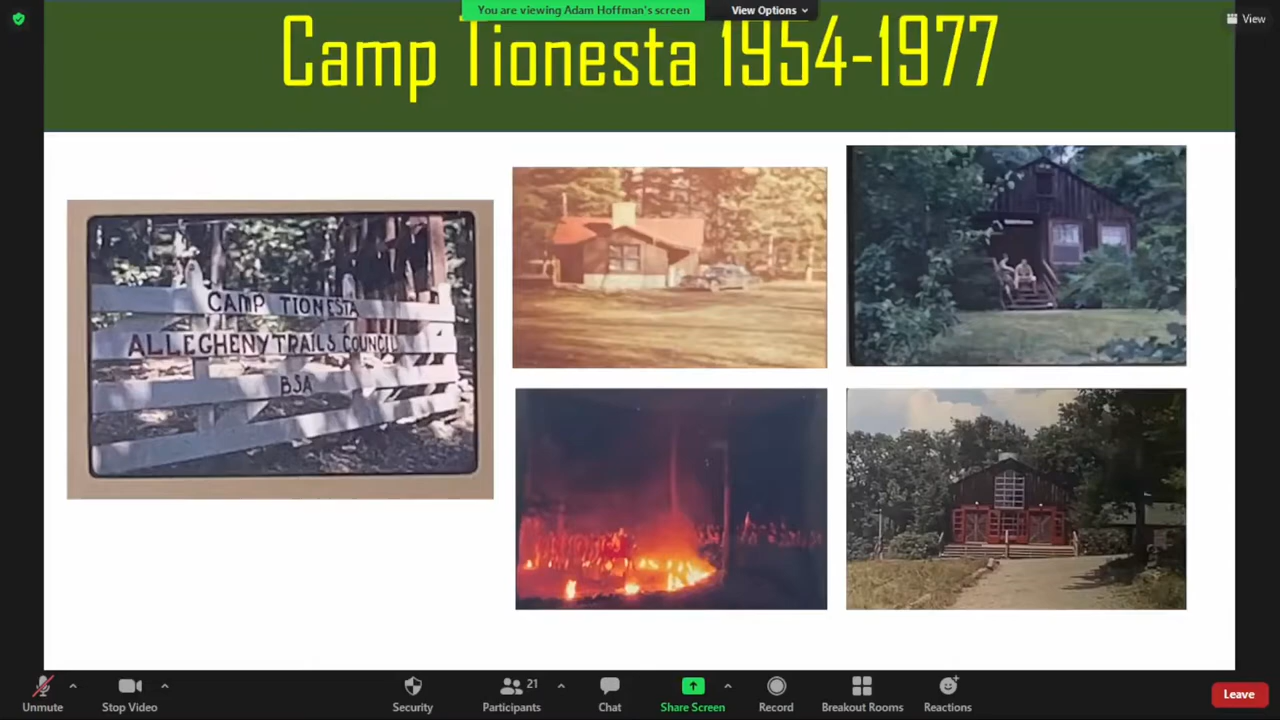 You are viewing Adam Hoffman's screen
View Options
View
Camp Tionesta 1954-1977
CAMP TIONESTA
ALLEGHENY TRAILS COUNCIL
BSA
Unmute
Stop Video
Security
Participants
21
Chat
Share Screen
Record
Breakout Rooms
Reactions
Leave